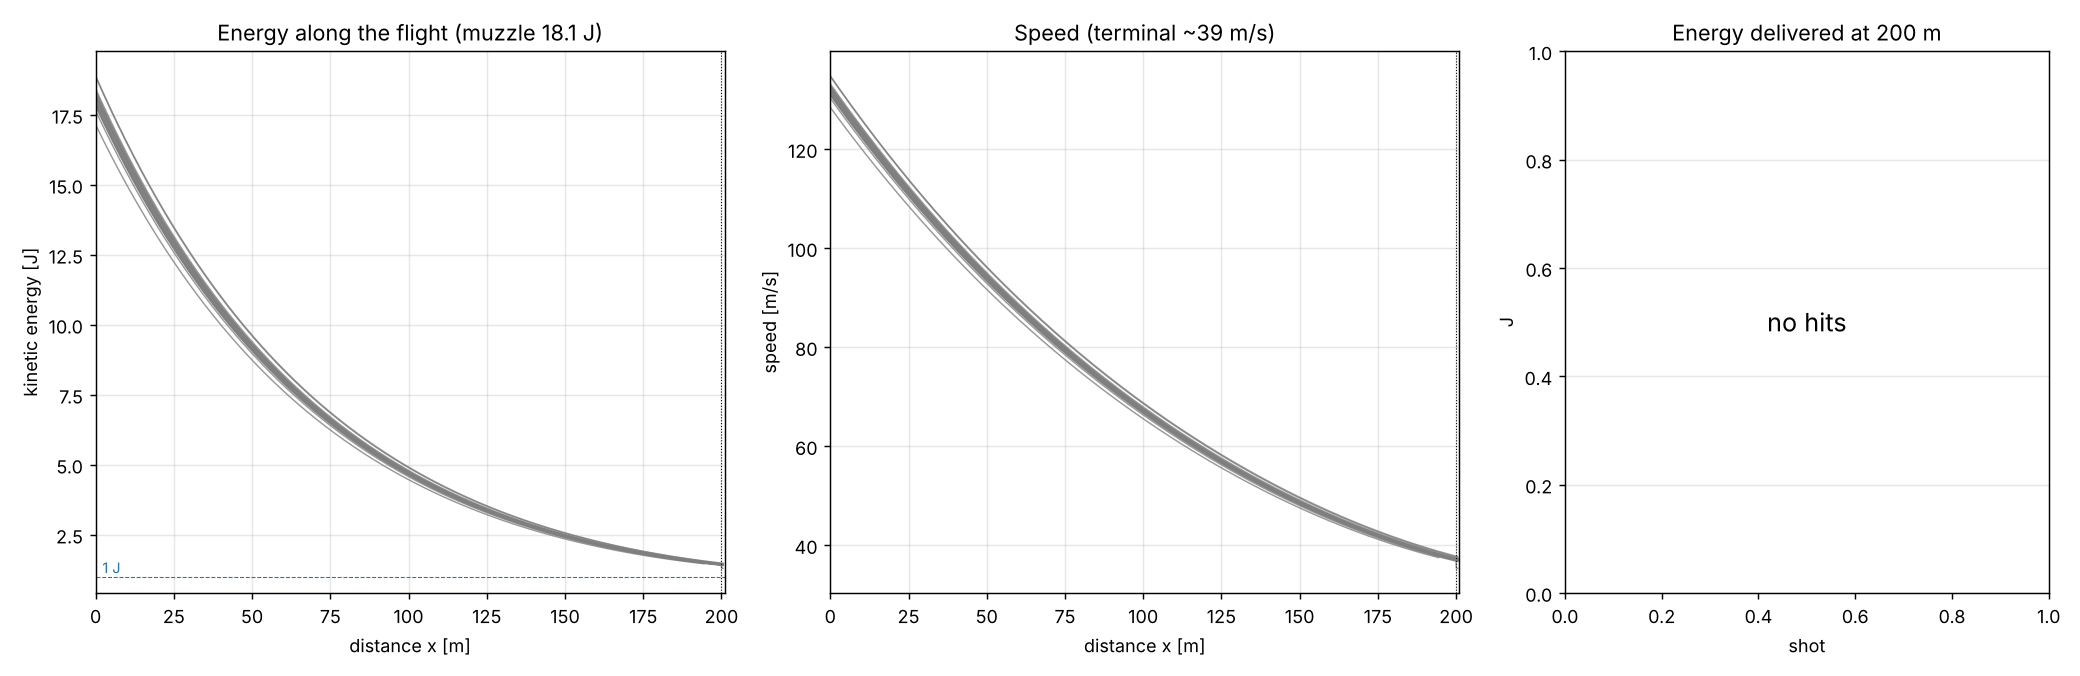 Energy along the flight (muzzle 18.1 J)
kinetic energy [J]
17.5
15.0
12.5
10.0
7.5
5.0
2.5
1 J
0 25 50 75 100 125 150 175 200
distance x [m]
Speed (terminal ~39 m/s)
speed [m/s]
120
100
80
60
40
0 25 50 75 100 125 150 175 200
distance x [m]
Energy delivered at 200 m
J
1.0
0.8
0.6
0.4
0.2
0.0
no hits
0.0 0.2 0.4 0.6 0.8 1.0
shot